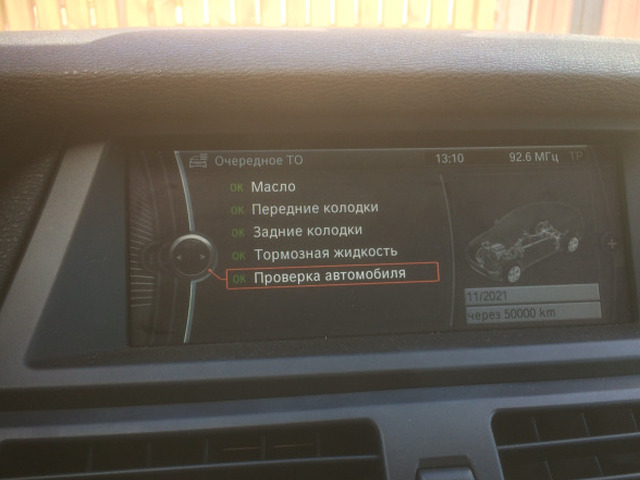 Очередное ТО 13:10 92.6 МГц TP
OK Масло
OK Передние колодки
OK Задние колодки
OK Тормозная жидкость
OK Проверка автомобиля
11/2021
через 50000 km